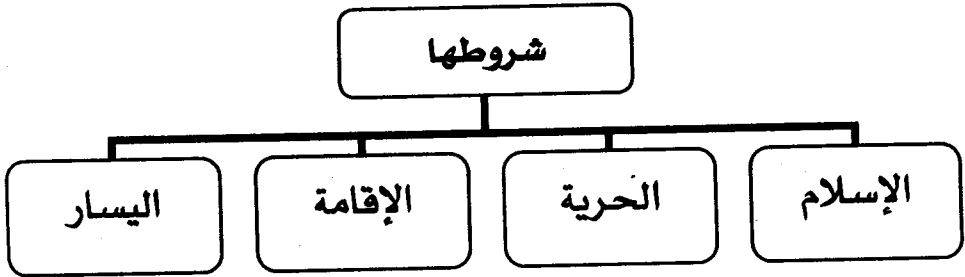 شروطها
الإسلام
الحرية
الإقامة
اليسار